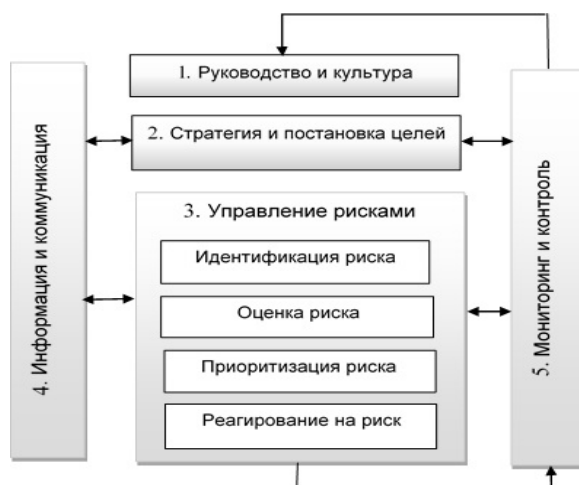 1. Руководство и культура
2. Стратегия и постановка целей
3. Управление рисками
Идентификация риска
Оценка риска
Приоритизация риска
Реагирование на риск
4. Информация и коммуникация
5. Мониторинг и контроль